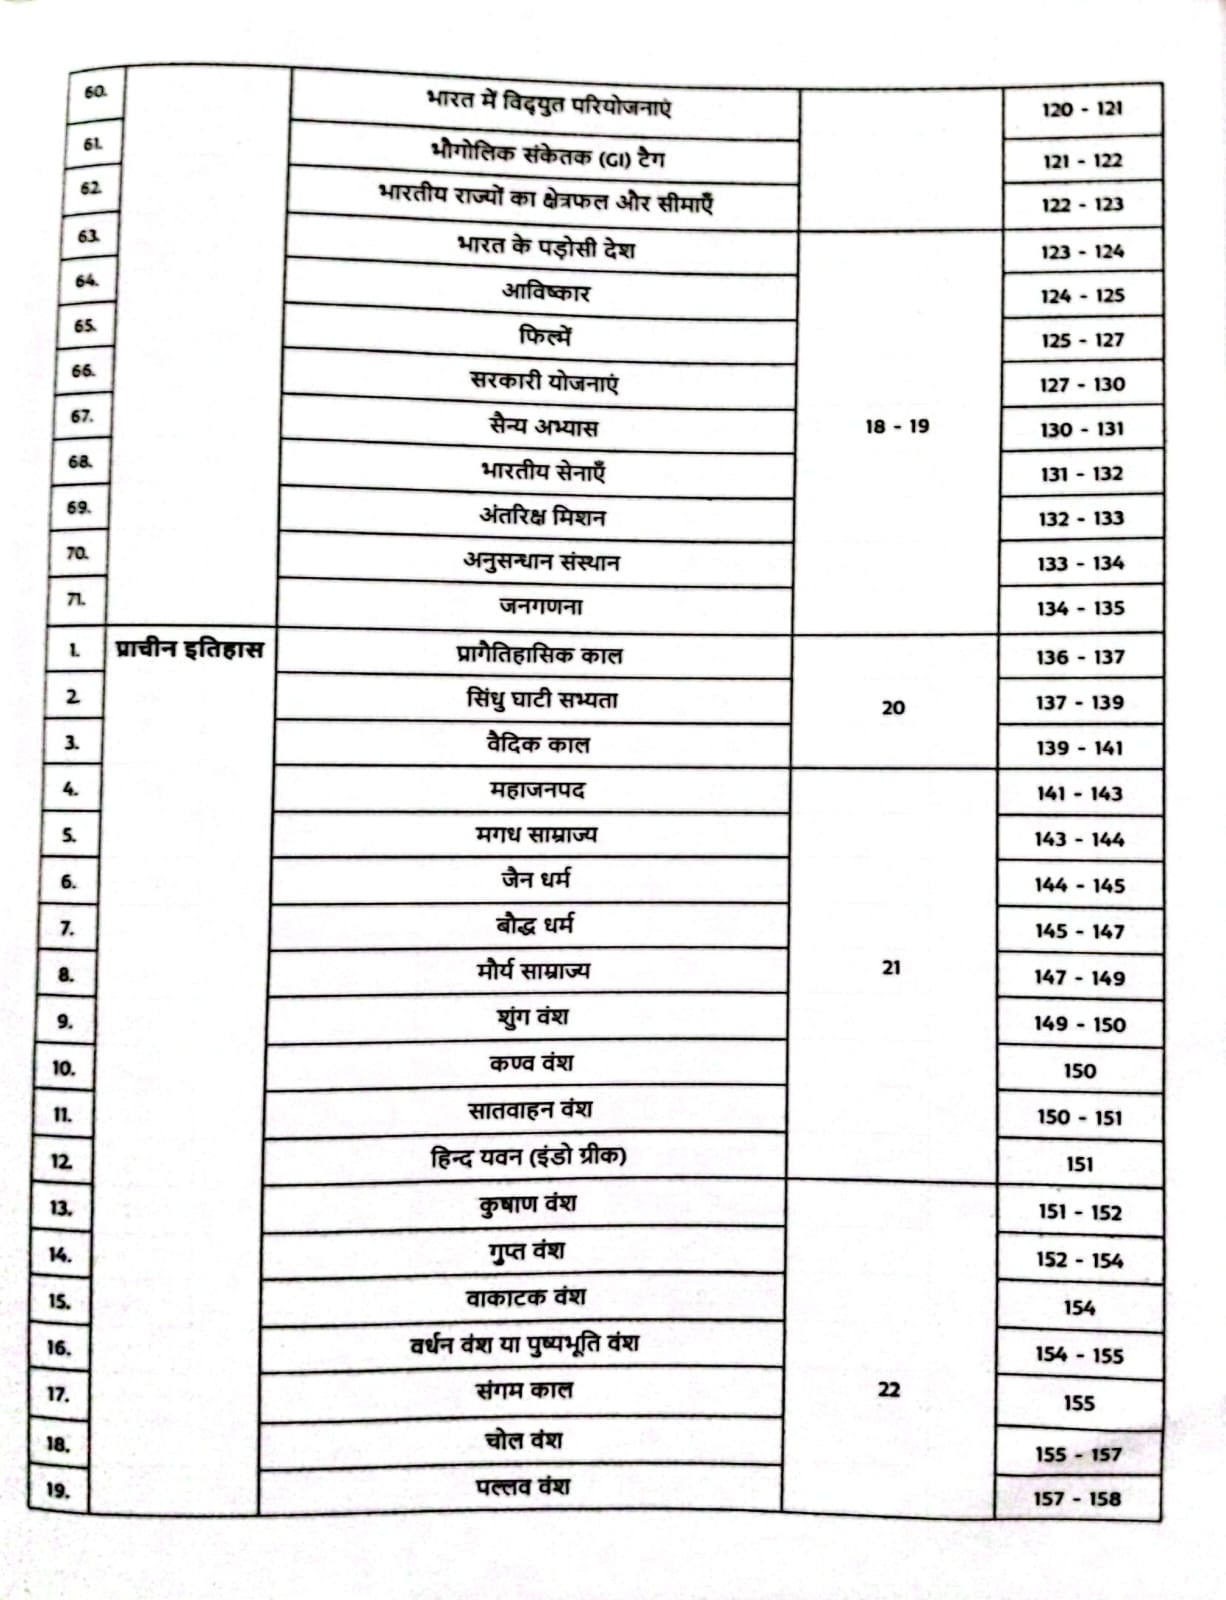 60. भारत में विद्युत परियोजनाएं 120 - 121
61. भौगोलिक संकेतक (GI) टैग 121 - 122
62. भारतीय राज्यों का क्षेत्रफल और सीमाएँ 122 - 123
63. भारत के पड़ोसी देश 123 - 124
64. आविष्कार 124 - 125
65. फिल्में 125 - 127
66. सरकारी योजनाएं 127 - 130
67. सैन्य अभ्यास 18 - 19 130 - 131
68. भारतीय सेनाएँ 131 - 132
69. अंतरिक्ष मिशन 132 - 133
70. अनुसन्धान संस्थान 133 - 134
71. जनगणना 134 - 135
1. प्राचीन इतिहास प्रागैतिहासिक काल 136 - 137
2. सिंधु घाटी सभ्यता 20 137 - 139
3. वैदिक काल 139 - 141
4. महाजनपद 141 - 143
5. मगध साम्राज्य 143 - 144
6. जैन धर्म 144 - 145
7. बौद्ध धर्म 145 - 147
8. मौर्य साम्राज्य 21 147 - 149
9. शुंग वंश 149 - 150
10. कण्व वंश 150
11. सातवाहन वंश 150 - 151
12. हिन्द यवन (इंडो ग्रीक) 151
13. कुषाण वंश 151 - 152
14. गुप्त वंश 152 - 154
15. वाकाटक वंश 154
16. वर्धन वंश या पुष्यभूति वंश 154 - 155
17. संगम काल 22 155
18. चोल वंश 155 - 157
19. पल्लव वंश 157 - 158